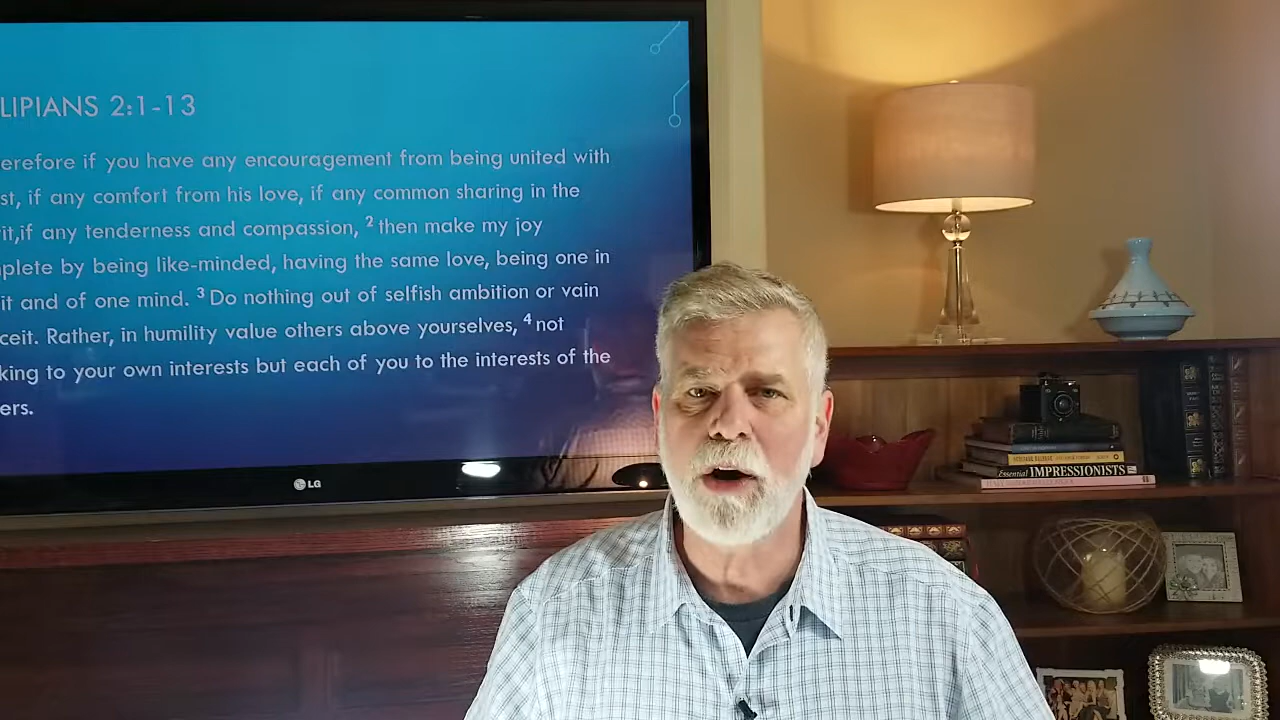 LIPIANS 2:1-13
erefore if you have any encouragement from being united with
st, if any comfort from his love, if any common sharing in the
it,if any tenderness and compassion, 2 then make my joy
plete by being like-minded, having the same love, being one in
it and of one mind. 3 Do nothing out of selfish ambition or vain
ceit. Rather, in humility value others above yourselves, 4 not
king to your own interests but each of you to the interests of the
ers.
LG
Essential IMPRESSIONISTS